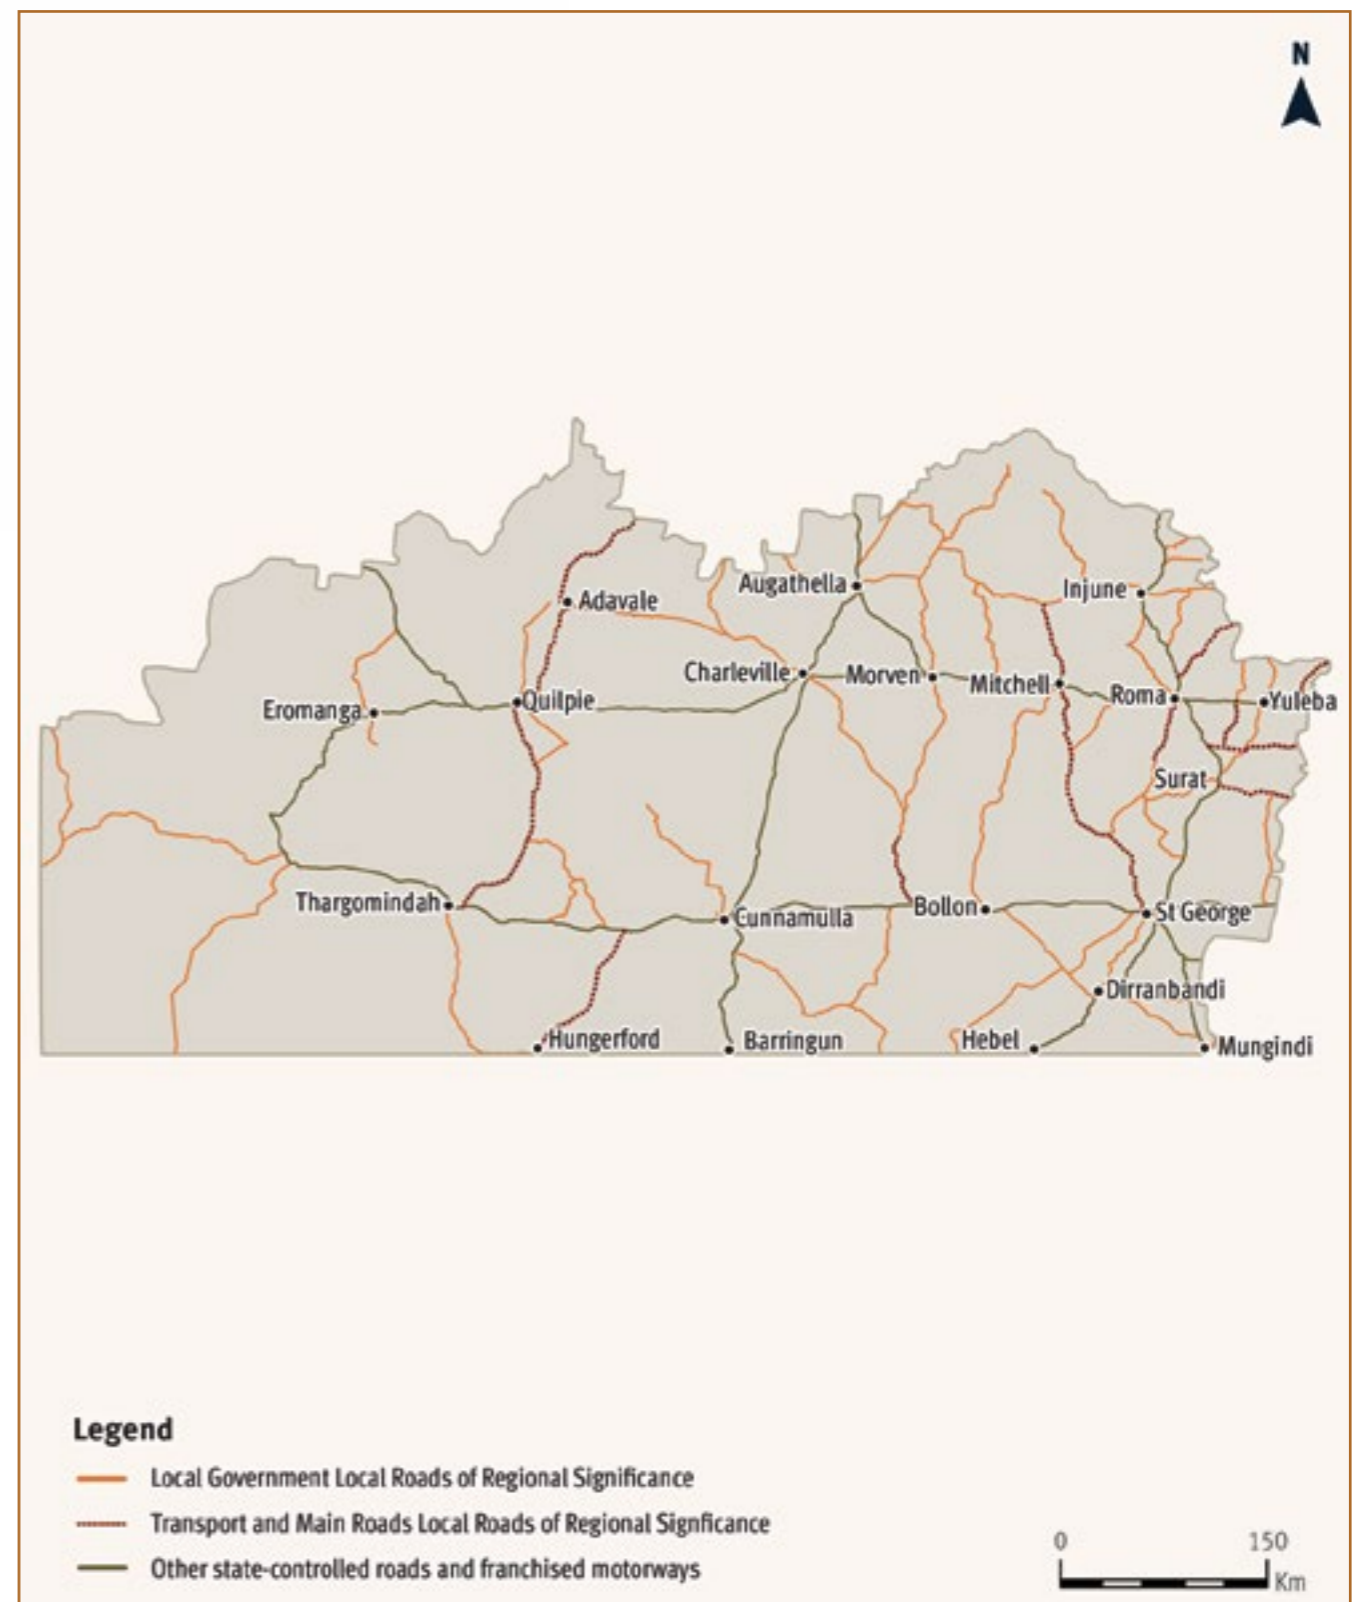 N
Adavale
Augathella
Injune
Charleville
Morven
Mitchell
Roma
Yuleba
Eromanga
Quilpie
Surat
Thargomindah
Cunnamulla
Bollon
St George
Dirranbandi
Hungerford
Barringun
Hebel
Mungindi
Legend
Local Government Local Roads of Regional Significance
Transport and Main Roads Local Roads of Regional Signficance
Other state-controlled roads and franchised motorways
0 150
Km